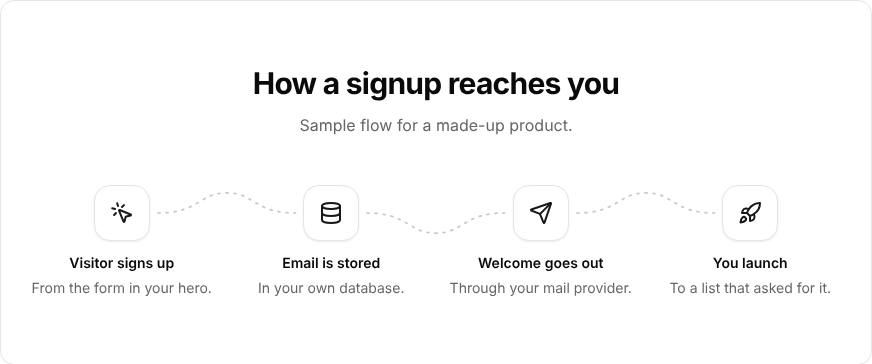 How a signup reaches you
Sample flow for a made-up product.
Visitor signs up
From the form in your hero.
Email is stored
In your own database.
Welcome goes out
Through your mail provider.
You launch
To a list that asked for it.